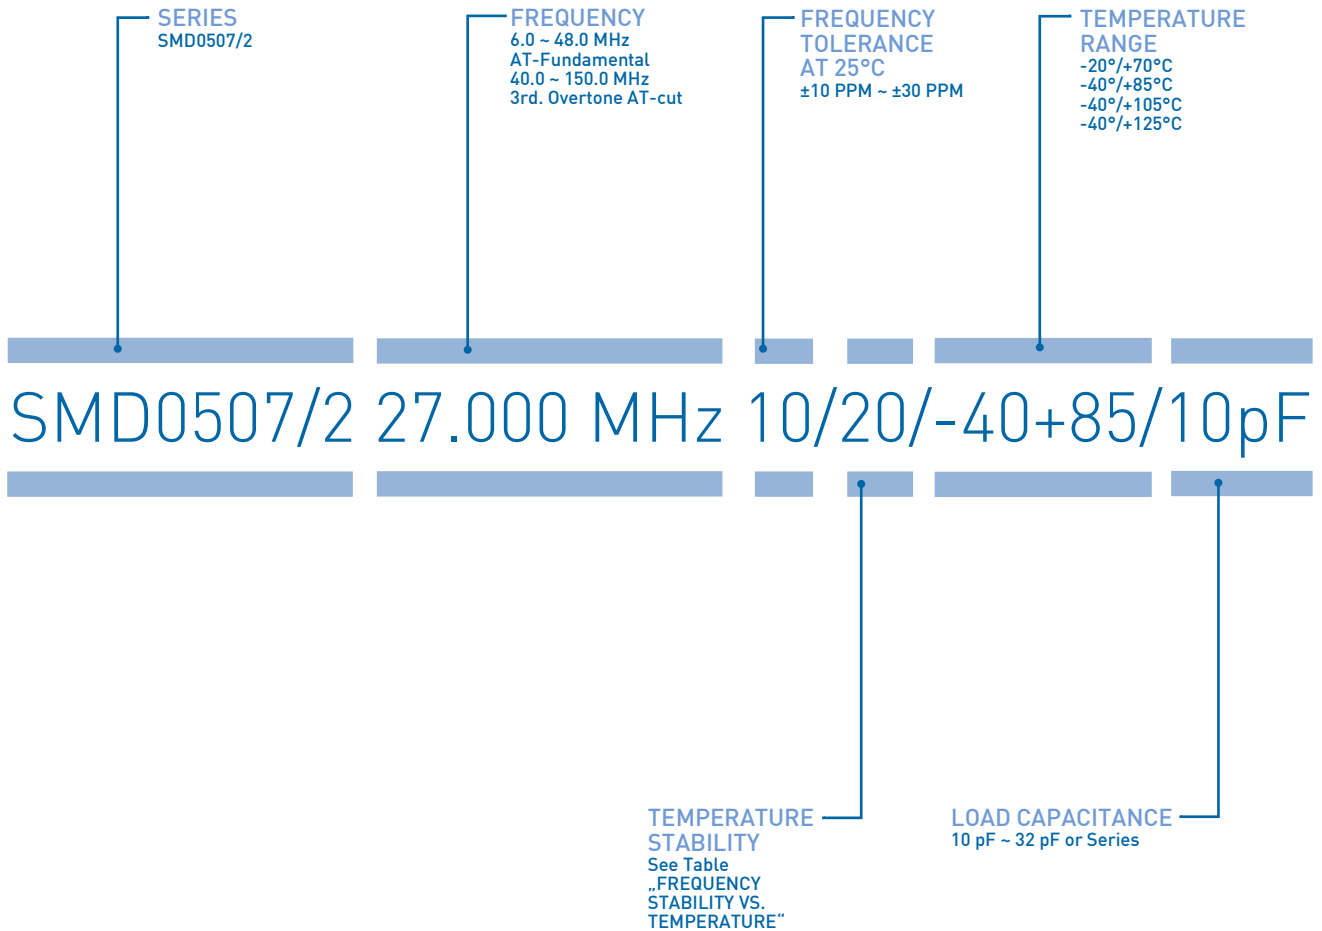 SERIES
SMD0507/2
FREQUENCY
6.0 ~ 48.0 MHz
AT-Fundamental
40.0 ~ 150.0 MHz
3rd. Overtone AT-cut
FREQUENCY
TOLERANCE
AT 25°C
±10 PPM ~ ±30 PPM
TEMPERATURE
RANGE
-20°/+70°C
-40°/+85°C
-40°/+105°C
-40°/+125°C
SMD0507/2 27.000 MHz 10/20/-40+85/10pF
TEMPERATURE
STABILITY
See Table
„FREQUENCY
STABILITY VS.
TEMPERATURE“
LOAD CAPACITANCE
10 pF ~ 32 pF or Series